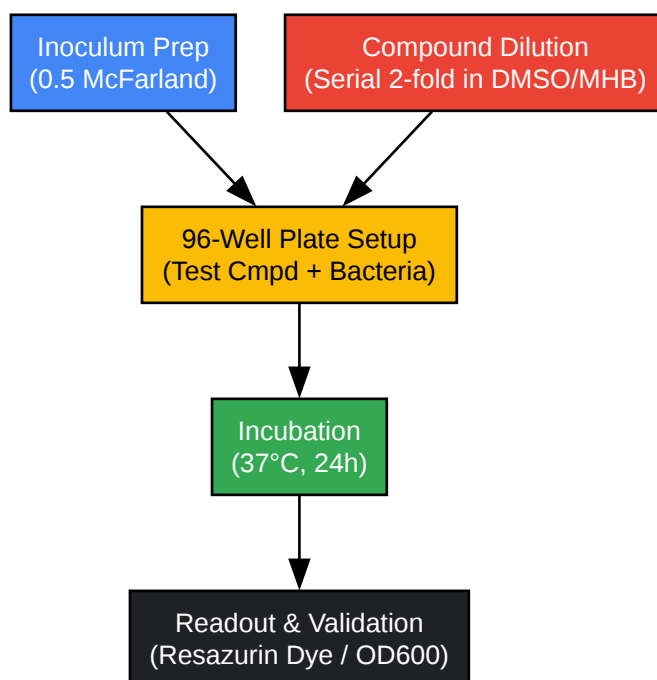 Inoculum Prep
(0.5 McFarland)
Compound Dilution
(Serial 2-fold in DMSO/MHB)
96-Well Plate Setup
(Test Cmpd + Bacteria)
Incubation
(37°C, 24h)
Readout & Validation
(Resazurin Dye / OD600)